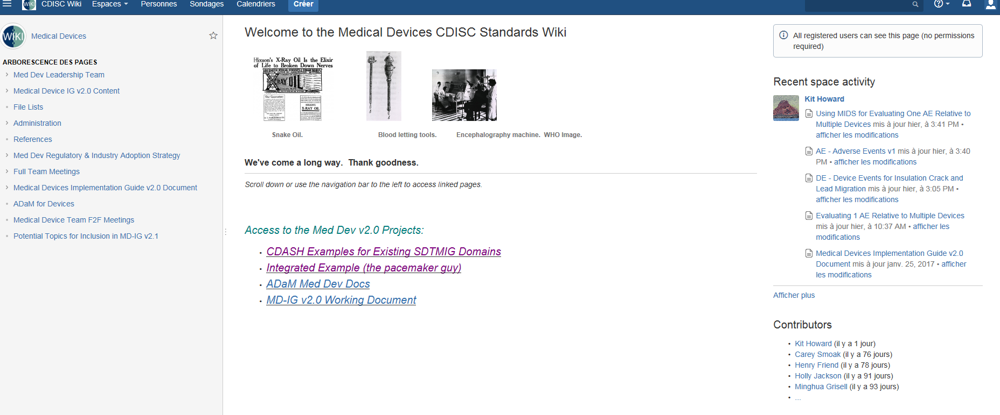 WIKI CDISC Wiki Espaces Personnes Sondages Calendriers Créer
WIKI Medical Devices
ARBORESCENCE DES PAGES
Med Dev Leadership Team
Medical Device IG v2.0 Content
File Lists
Administration
References
Med Dev Regulatory & Industry Adoption Strategy
Full Team Meetings
Medical Devices Implementation Guide v2.0 Document
ADaM for Devices
Medical Device Team F2F Meetings
Potential Topics for Inclusion in MD-IG v2.1
Welcome to the Medical Devices CDISC Standards Wiki
Hixson's X-Ray Oil Is the Elixir
of Life to Broken Down Nerves
X-RAY OIL
Our Guarantee:
HIXSON'S
X-RAY OIL
Snake Oil.
Blood letting tools.
Encephalography machine. WHO Image.
We've come a long way. Thank goodness.
Scroll down or use the navigation bar to the left to access linked pages.
Access to the Med Dev v2.0 Projects:
• CDASH Examples for Existing SDTMIG Domains
• Integrated Example (the pacemaker guy)
• ADaM Med Dev Docs
• MD-IG v2.0 Working Document
All registered users can see this page (no permissions
required)
Recent space activity
Kit Howard
Using MIDS for Evaluating One AE Relative to
Multiple Devices mis à jour hier, à 3:41 PM •
afficher les modifications
AE - Adverse Events v1 mis à jour hier, à 3:40
PM • afficher les modifications
DE - Device Events for Insulation Crack and
Lead Migration mis à jour hier, à 3:05 PM •
afficher les modifications
Evaluating 1 AE Relative to Multiple Devices
mis à jour hier, à 10:37 AM • afficher les
modifications
Medical Devices Implementation Guide v2.0
Document mis à jour janv. 25, 2017 • afficher
les modifications
Afficher plus
Contributors
• Kit Howard (il y a 1 jour)
• Carey Smoak (il y a 76 jours)
• Henry Friend (il y a 78 jours)
• Holly Jackson (il y a 91 jours)
• Minghua Grisell (il y a 93 jours)
• ...